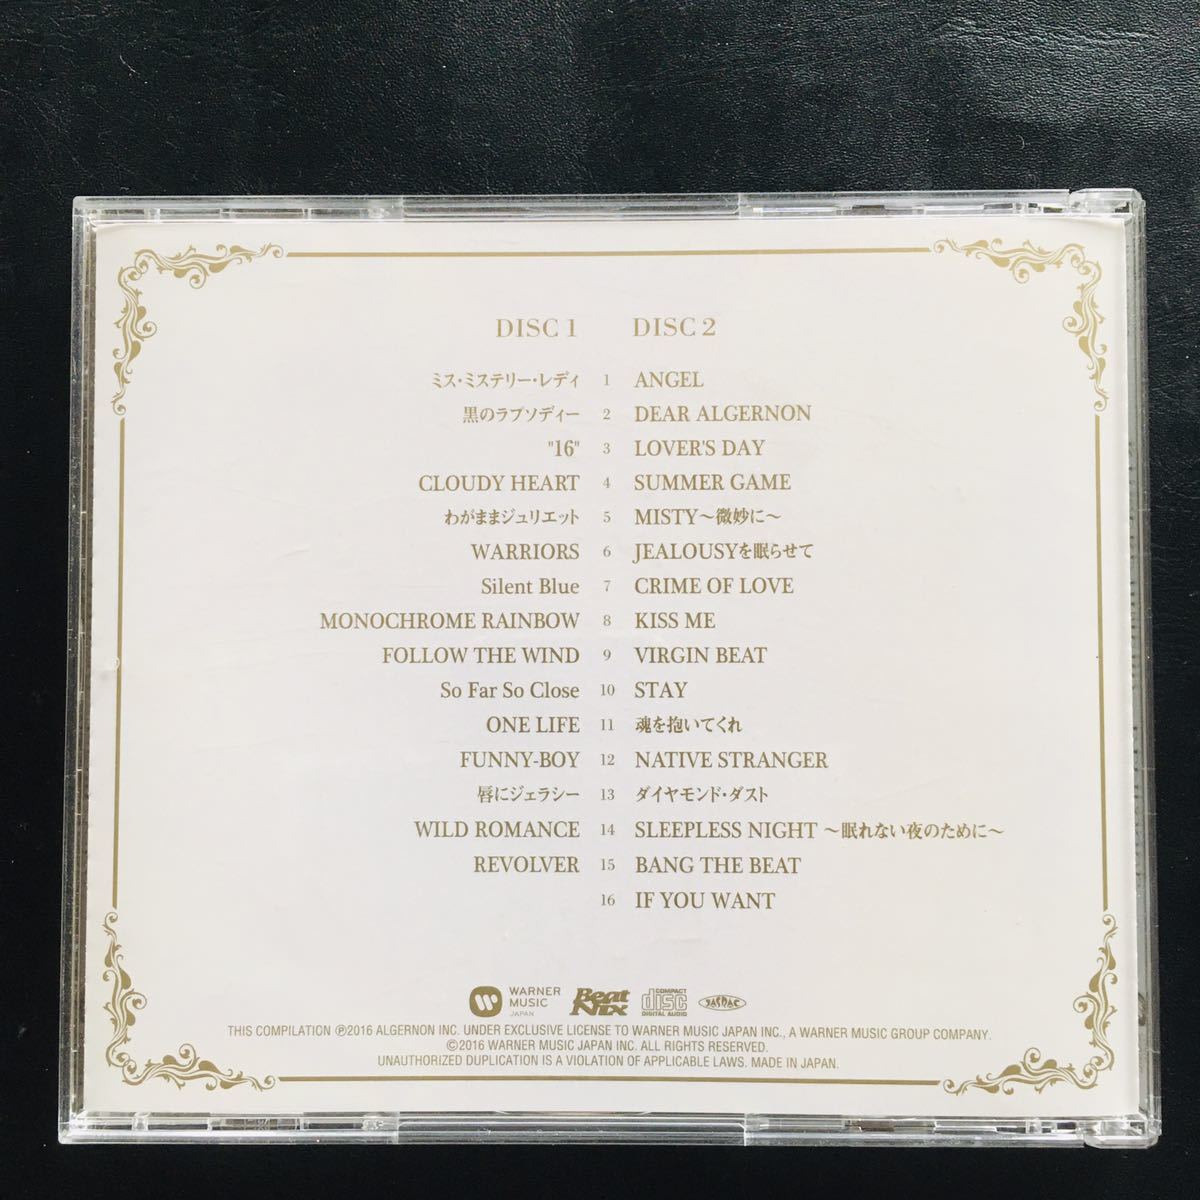 DISC 1 DISC 2
ミス・ミステリー・レディ 1 ANGEL
黒のラプソディー 2 DEAR ALGERNON
"16" 3 LOVER'S DAY
CLOUDY HEART 4 SUMMER GAME
わがままジュリエット 5 MISTY〜微妙に〜
WARRIORS 6 JEALOUSYを眠らせて
Silent Blue 7 CRIME OF LOVE
MONOCHROME RAINBOW 8 KISS ME
FOLLOW THE WIND 9 VIRGIN BEAT
So Far So Close 10 STAY
ONE LIFE 11 魂を抱いてくれ
FUNNY-BOY 12 NATIVE STRANGER
唇にジェラシー 13 ダイヤモンド・ダスト
WILD ROMANCE 14 SLEEPLESS NIGHT 〜眠れない夜のために〜
REVOLVER 15 BANG THE BEAT
16 IF YOU WANT
WARNER MUSIC JAPAN Beat Nix COMPACT disc DIGITAL AUDIO JASRAC
THIS COMPILATION ℗2016 ALGERNON INC. UNDER EXCLUSIVE LICENSE TO WARNER MUSIC JAPAN INC., A WARNER MUSIC GROUP COMPANY.
©2016 WARNER MUSIC JAPAN INC. ALL RIGHTS RESERVED.
UNAUTHORIZED DUPLICATION IS A VIOLATION OF APPLICABLE LAWS. MADE IN JAPAN.